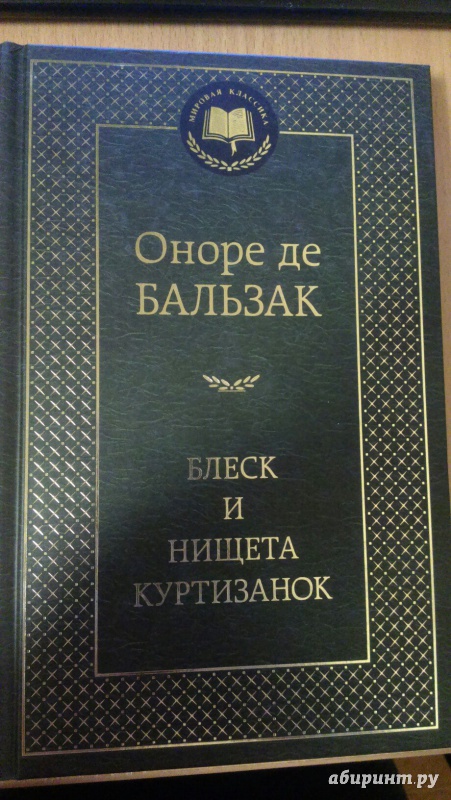 МИРОВАЯ КЛАССИКА
Оноре де
БАЛЬЗАК
БЛЕСК
И
НИЩЕТА
КУРТИЗАНОК
абиринт.ру